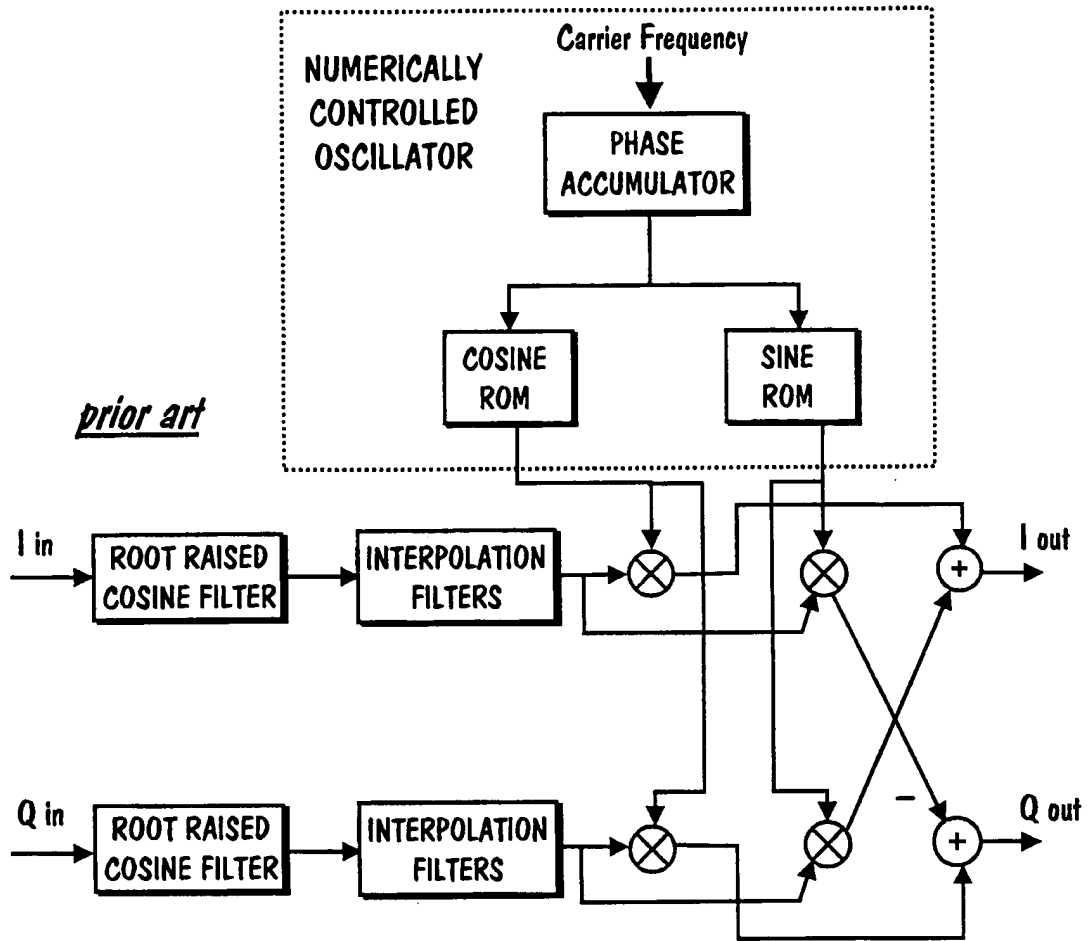 Carrier Frequency
NUMERICALLY
CONTROLLED
OSCILLATOR
PHASE
ACCUMULATOR
COSINE
ROM
SINE
ROM
prior art
I in
ROOT RAISED
COSINE FILTER
INTERPOLATION
FILTERS
+
I out
Q in
ROOT RAISED
COSINE FILTER
INTERPOLATION
FILTERS
−
+
Q out